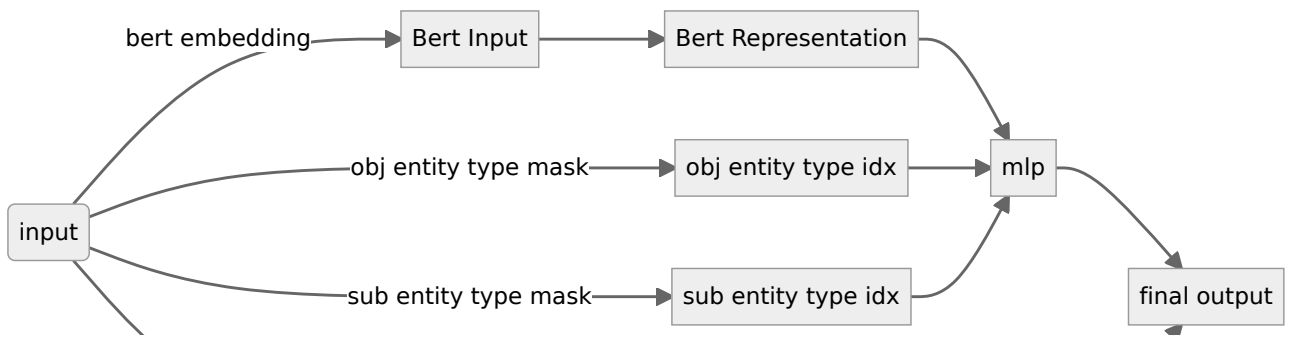 bert embedding
Bert Input
Bert Representation
obj entity type mask
obj entity type idx
mlp
input
sub entity type mask
sub entity type idx
final output